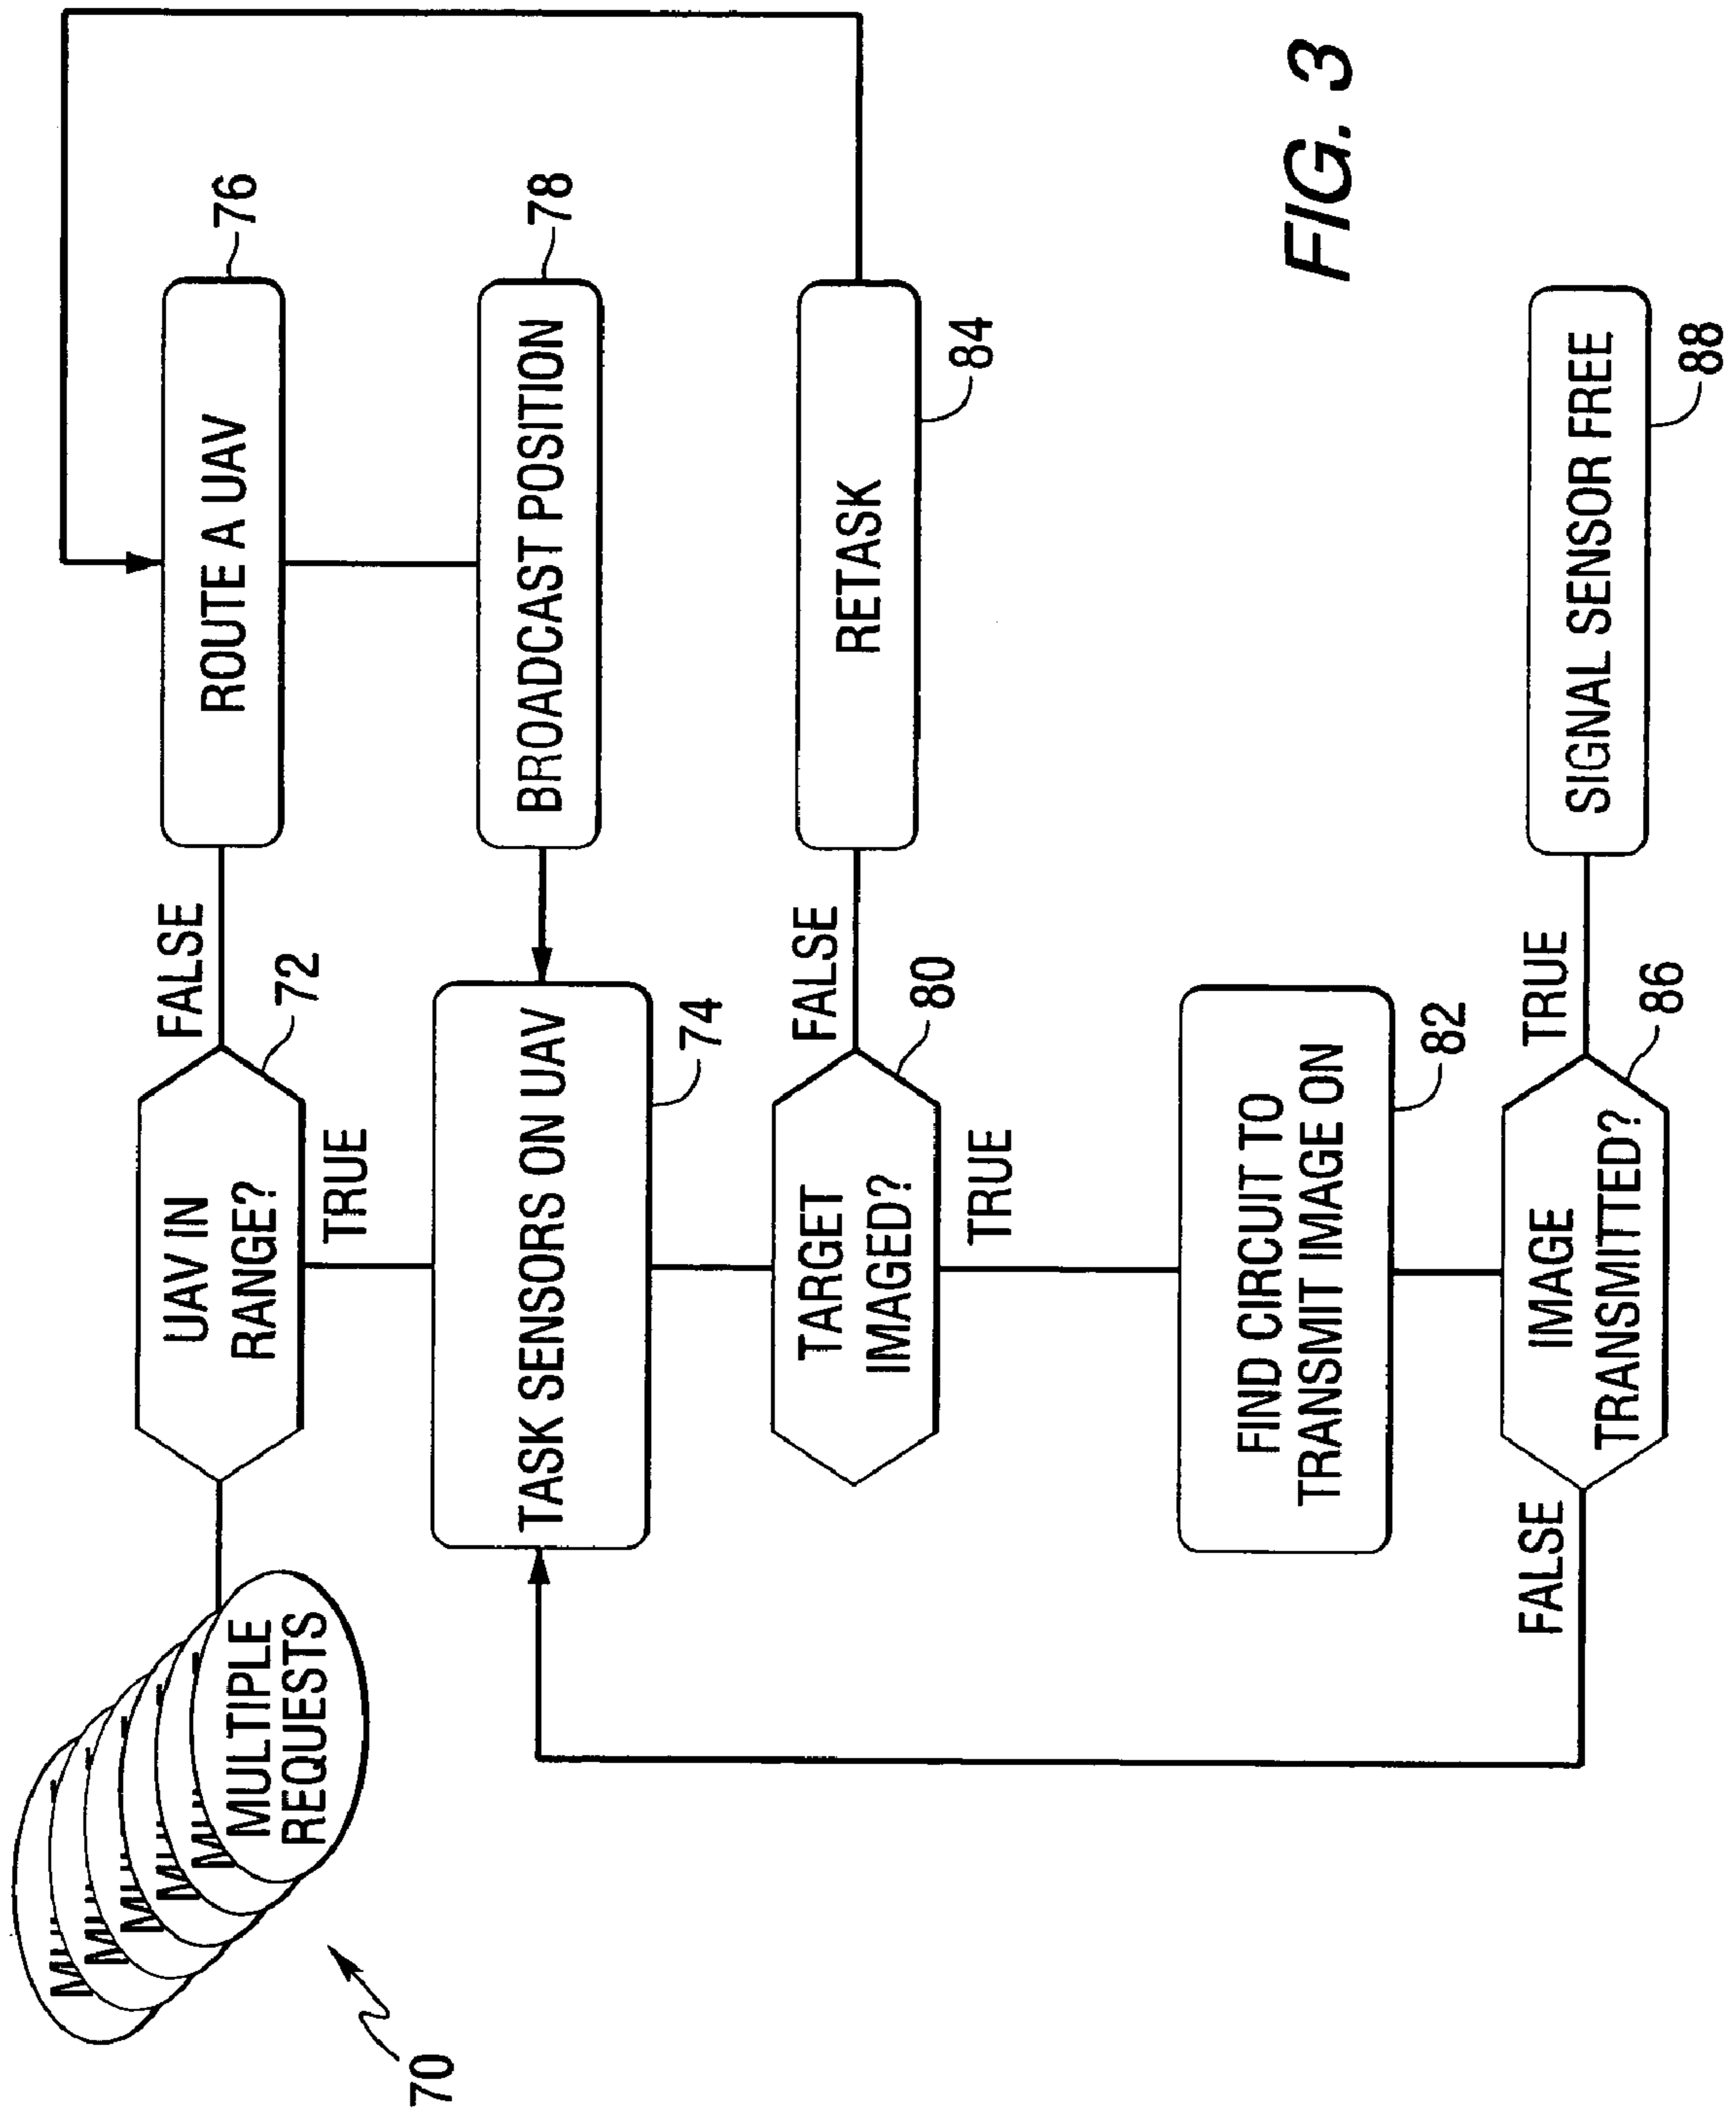 MULTIPLE
REQUESTS
70
UAV IN
RANGE?
72
FALSE
TRUE
ROUTE A UAV
76
TASK SENSORS ON UAV
74
BROADCAST POSITION
78
TARGET
IMAGED?
80
FALSE
TRUE
RETASK
84
FIND CIRCUIT TO
TRANSMIT IMAGE ON
82
IMAGE
TRANSMITTED?
86
FALSE
TRUE
SIGNAL SENSOR FREE
88
FIG. 3